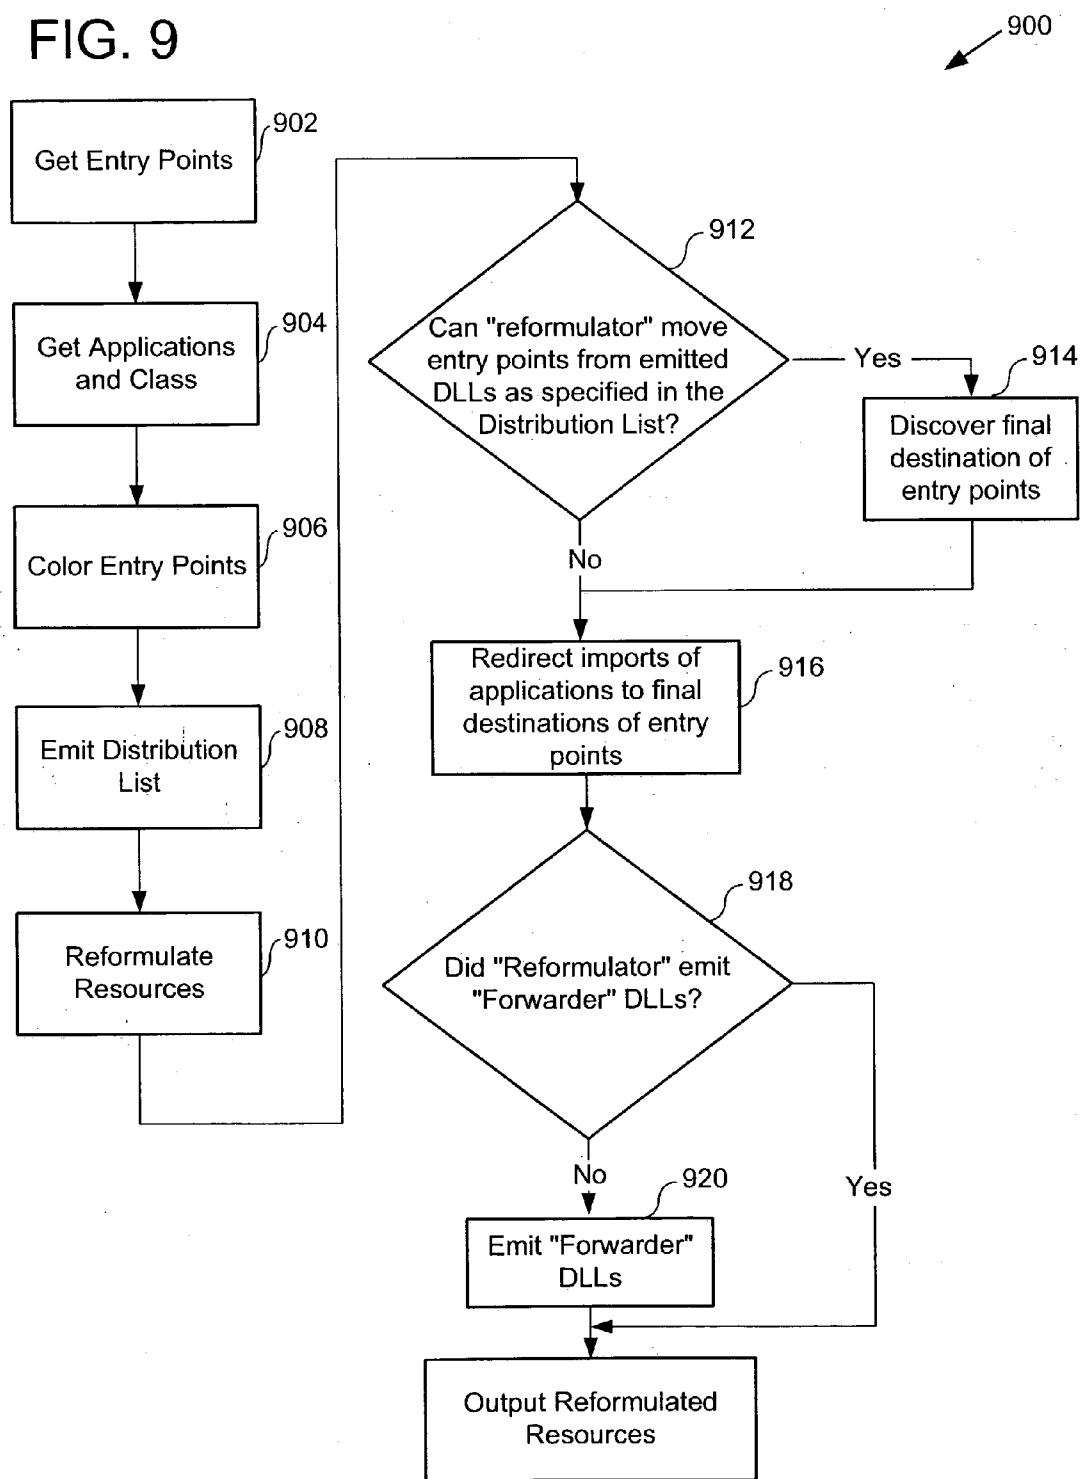 FIG. 9
900
Get Entry Points
902
Get Applications
and Class
904
Color Entry Points
906
Emit Distribution
List
908
Reformulate
Resources
910
Can "reformulator" move
entry points from emitted
DLLs as specified in the
Distribution List?
912
Yes
Discover final
destination of
entry points
914
No
Redirect imports of
applications to final
destinations of entry
points
916
Did "Reformulator" emit
"Forwarder" DLLs?
918
No
Yes
Emit "Forwarder"
DLLs
920
Output Reformulated
Resources